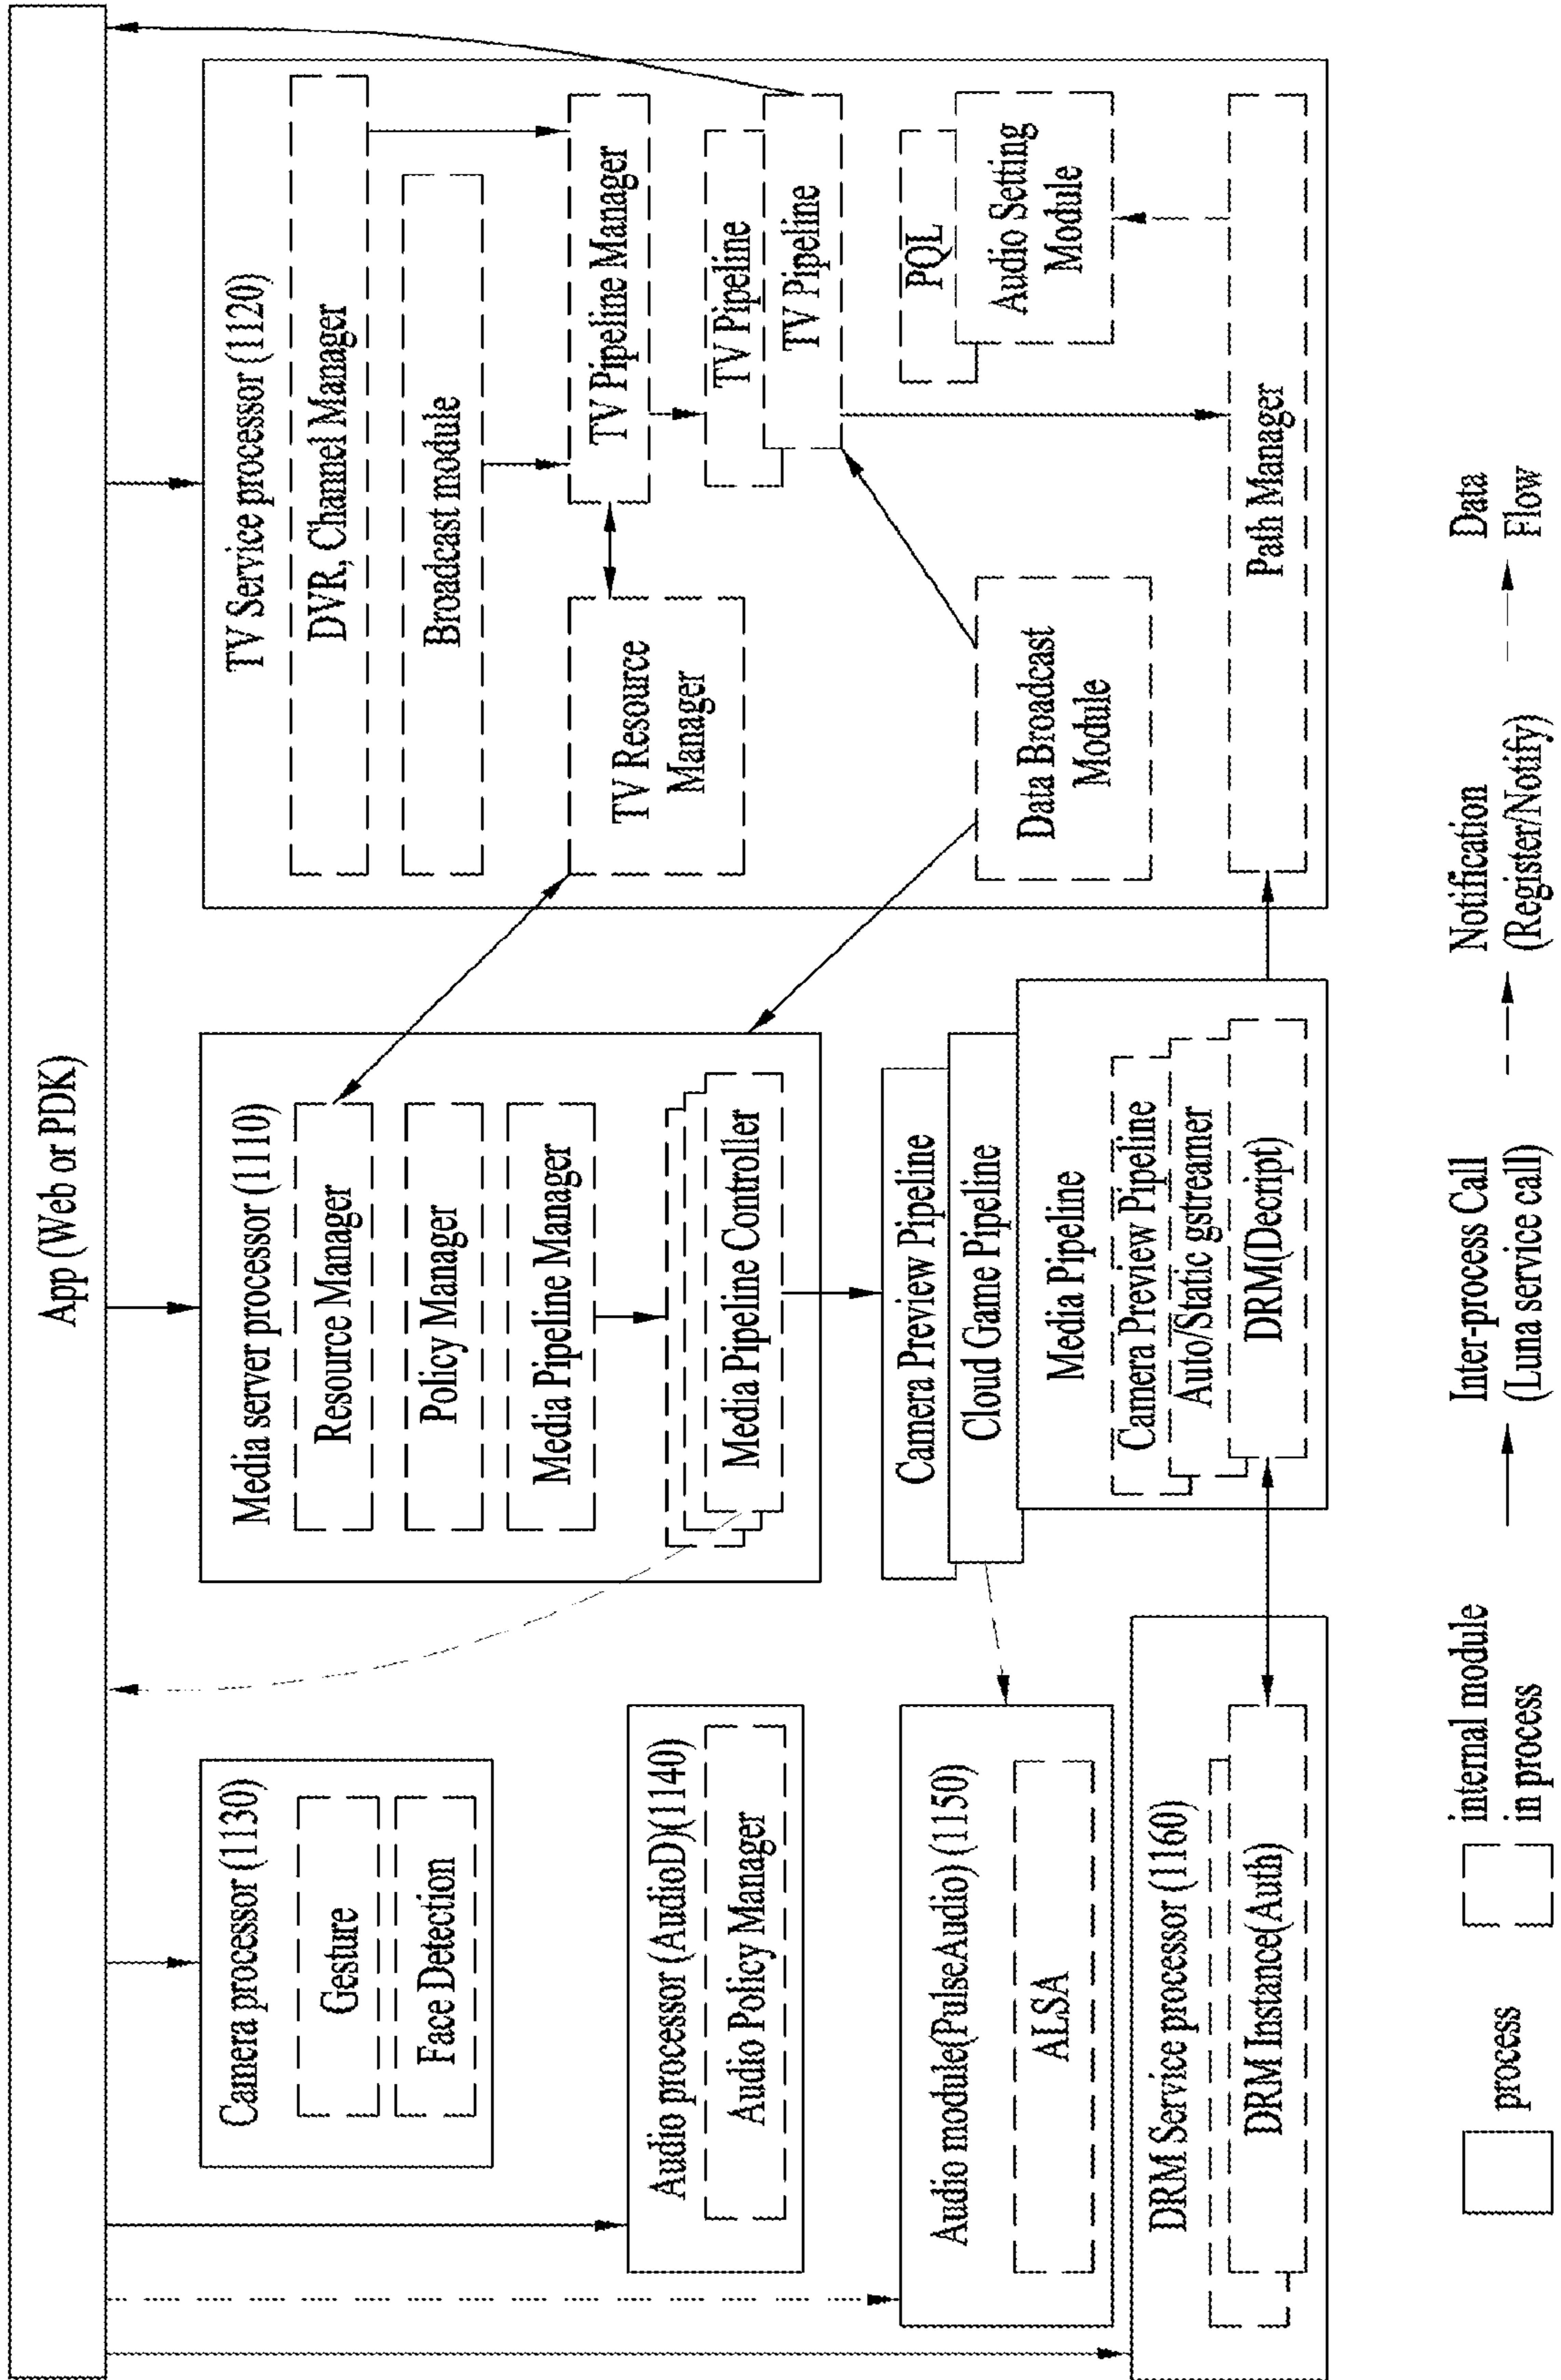 App (Web or PDK)
Camera processor (1130)
Gesture
Face Detection
Audio processor (AudioD)(1140)
Audio Policy Manager
Audio module(PulseAudio) (1150)
ALSA
DRM Service processor (1160)
DRM Instance(Auth)
Media server processor (1110)
Resource Manager
Policy Manager
Media Pipeline Manager
Media Pipeline Controller
Camera Preview Pipeline
Cloud Game Pipeline
Media Pipeline
Camera Preview Pipeline
Auto/Static gstreamer
DRM(Decript)
TV Service processor (1120)
DVR, Channel Manager
Broadcast module
TV Resource
Manager
TV Pipeline Manager
TV Pipeline
TV Pipeline
Data Broadcast
Module
PQL
Audio Setting
Module
Path Manager
process
internal module
in process
Inter-process Call
(Luna service call)
Notification
(Register/Notify)
Data
Flow